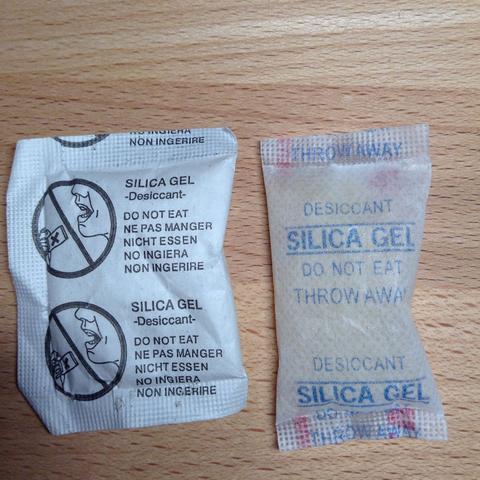 NO INGIERA
NON INGERIRE
SILICA GEL
-Desiccant-
DO NOT EAT
NE PAS MANGER
NICHT ESSEN
NO INGIERA
NON INGERIRE
SILICA GEL
-Desiccant-
DO NOT EAT
NE PAS MANGER
NICHT ESSEN
NO INGIERA
NON INGERIRE
THROW AWAY
DESICCANT
SILICA GEL
DO NOT EAT
THROW AWA
DESICCANT
SILICA GEL
THROW AWAY